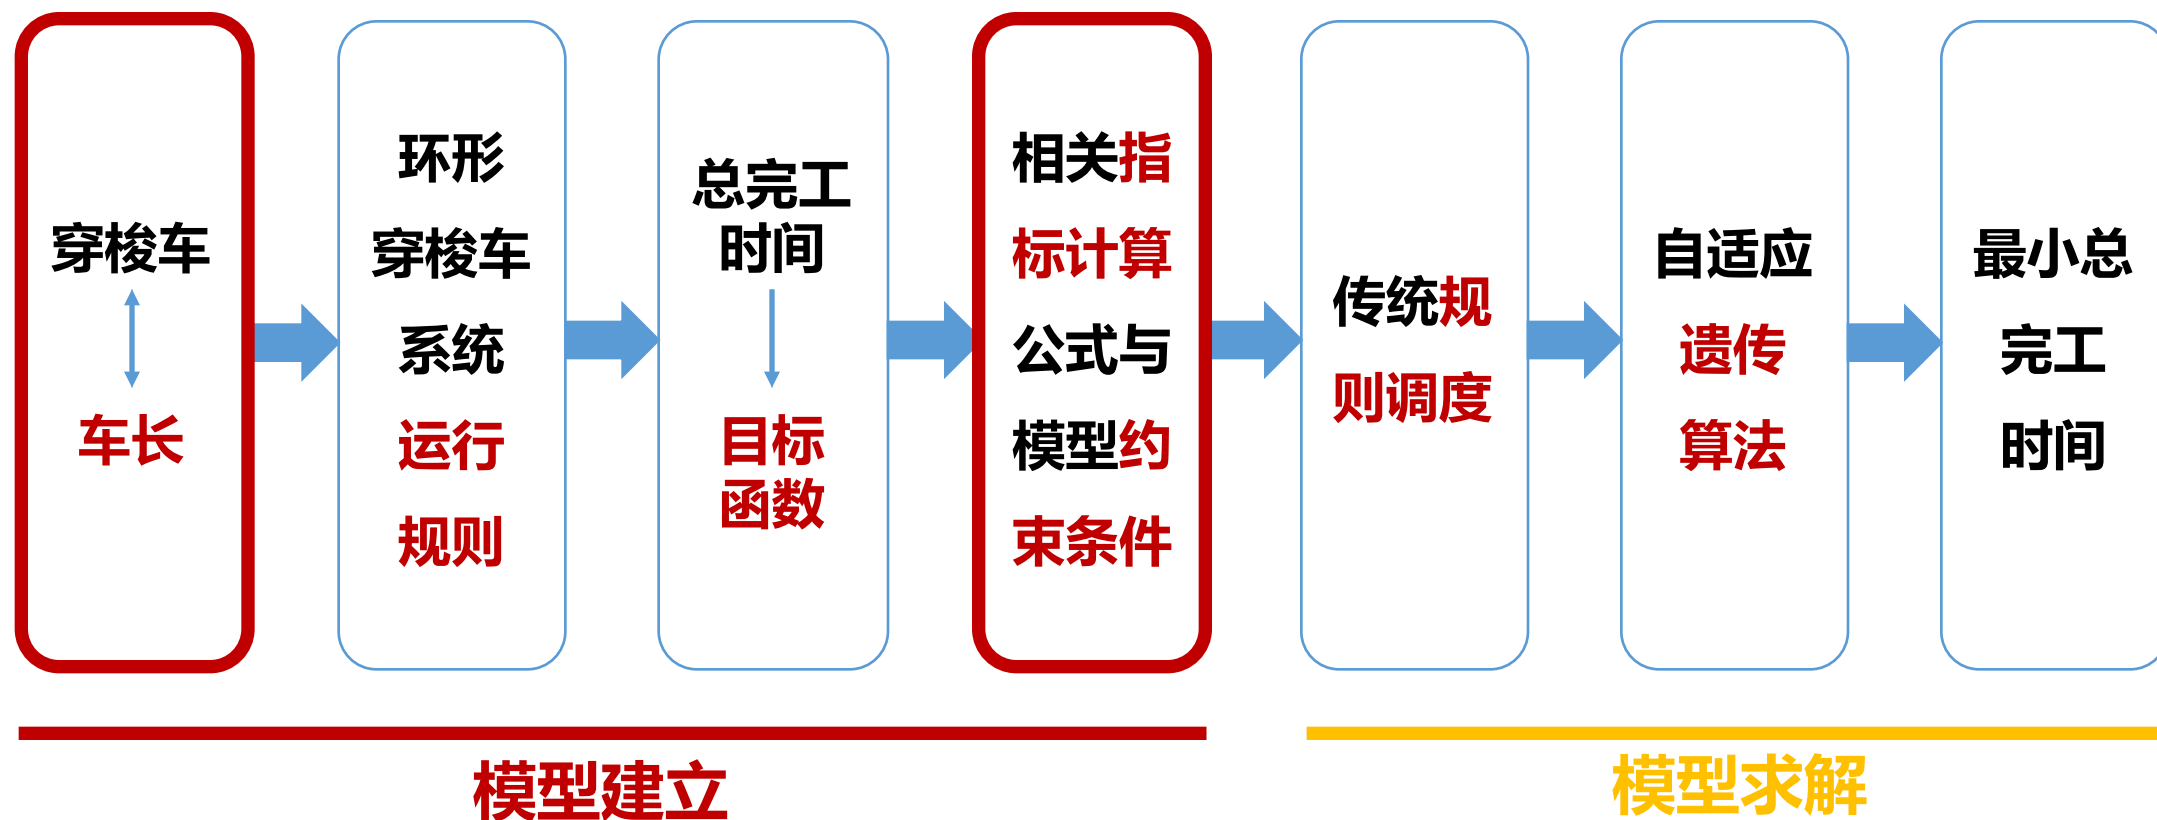 穿梭车
车长
环形
穿梭车
系统
运行
规则
总完工
时间
目标
函数
相关指
标计算
公式与
模型约
束条件
传统规
则调度
自适应
遗传
算法
最小总
完工
时间
模型建立
模型求解